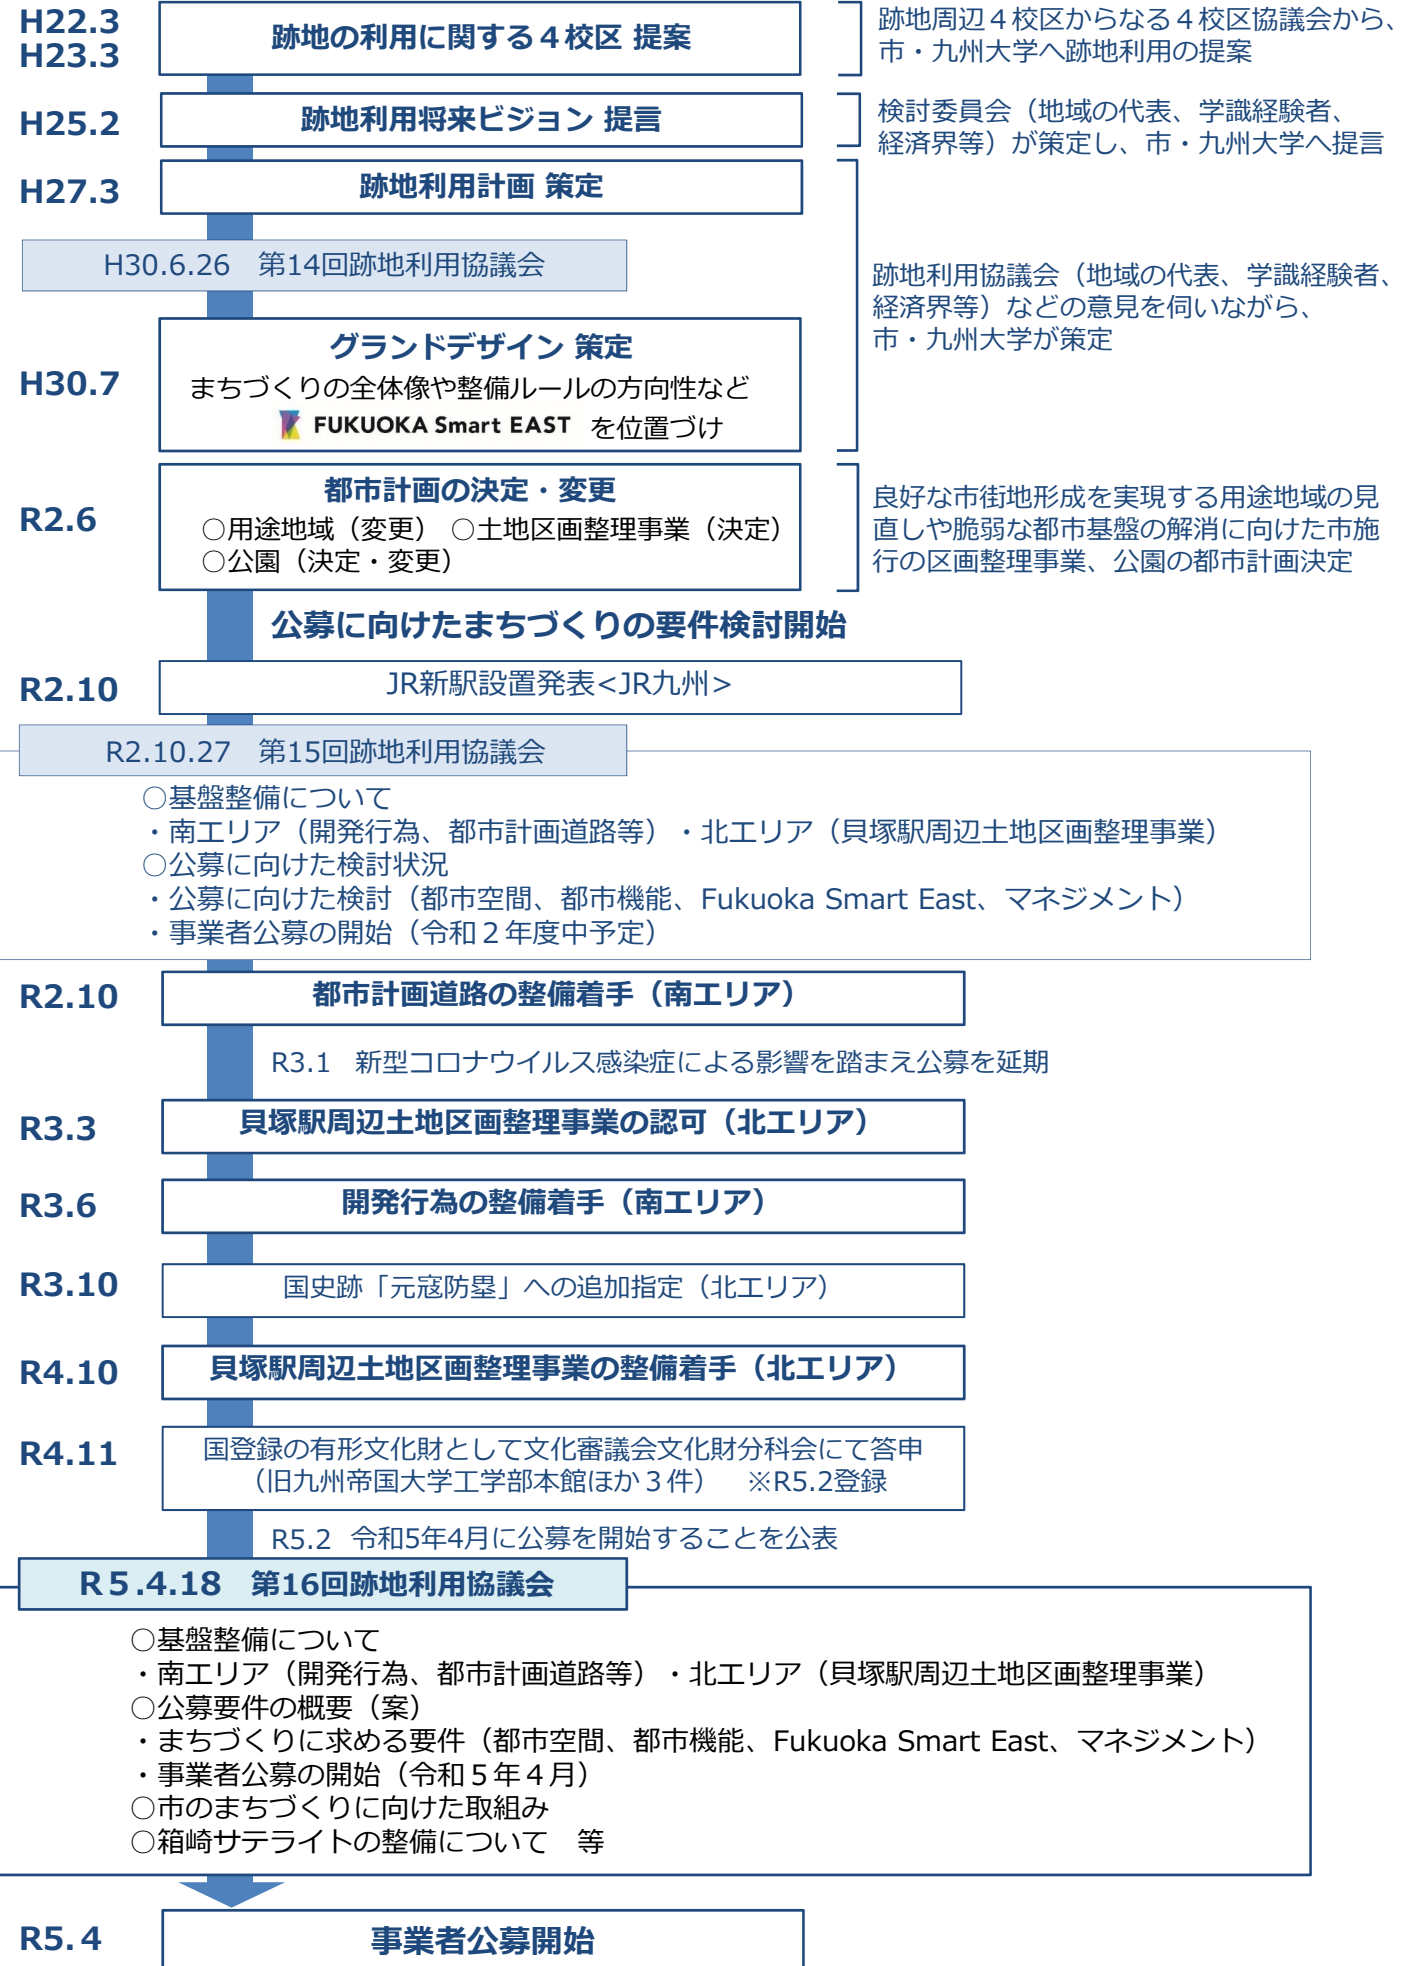 H22.3
H23.3
跡地の利用に関する４校区 提案
跡地周辺４校区からなる４校区協議会から、
市・九州大学へ跡地利用の提案
H25.2
跡地利用将来ビジョン 提言
検討委員会（地域の代表、学識経験者、
経済界等）が策定し、市・九州大学へ提言
H27.3
跡地利用計画 策定
H30.6.26　第14回跡地利用協議会
跡地利用協議会（地域の代表、学識経験者、
経済界等）などの意見を伺いながら、
市・九州大学が策定
H30.7
グランドデザイン 策定
まちづくりの全体像や整備ルールの方向性など
FUKUOKA Smart EAST を位置づけ
R2.6
都市計画の決定・変更
○用途地域（変更）　○土地区画整理事業（決定）
○公園（決定・変更）
良好な市街地形成を実現する用途地域の見
直しや脆弱な都市基盤の解消に向けた市施
行の区画整理事業、公園の都市計画決定
公募に向けたまちづくりの要件検討開始
R2.10
JR新駅設置発表<JR九州>
R2.10.27　第15回跡地利用協議会
○基盤整備について
・南エリア（開発行為、都市計画道路等）・北エリア（貝塚駅周辺土地区画整理事業）
○公募に向けた検討状況
・公募に向けた検討（都市空間、都市機能、Fukuoka Smart East、マネジメント）
・事業者公募の開始（令和２年度中予定）
R2.10
都市計画道路の整備着手（南エリア）
R3.1　新型コロナウイルス感染症による影響を踏まえ公募を延期
R3.3
貝塚駅周辺土地区画整理事業の認可（北エリア）
R3.6
開発行為の整備着手（南エリア）
R3.10
国史跡「元寇防塁」への追加指定（北エリア）
R4.10
貝塚駅周辺土地区画整理事業の整備着手（北エリア）
R4.11
国登録の有形文化財として文化審議会文化財分科会にて答申
（旧九州帝国大学工学部本館ほか３件）　※R5.2登録
R5.2　令和5年4月に公募を開始することを公表
R５.4.18　第16回跡地利用協議会
○基盤整備について
・南エリア（開発行為、都市計画道路等）・北エリア（貝塚駅周辺土地区画整理事業）
○公募要件の概要（案）
・まちづくりに求める要件（都市空間、都市機能、Fukuoka Smart East、マネジメント）
・事業者公募の開始（令和５年４月）
○市のまちづくりに向けた取組み
○箱崎サテライトの整備について　等
R5.４
事業者公募開始